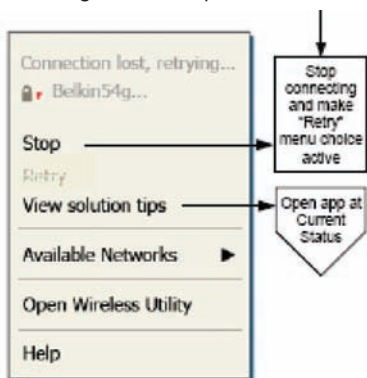 Connection lost, retrying...
Belkin54g...
Stop
Retry
View solution tips
Available Networks
Open Wireless Utility
Help
Stop
connecting
and make
"Retry"
menu choice
active
Open app at
Current
Status